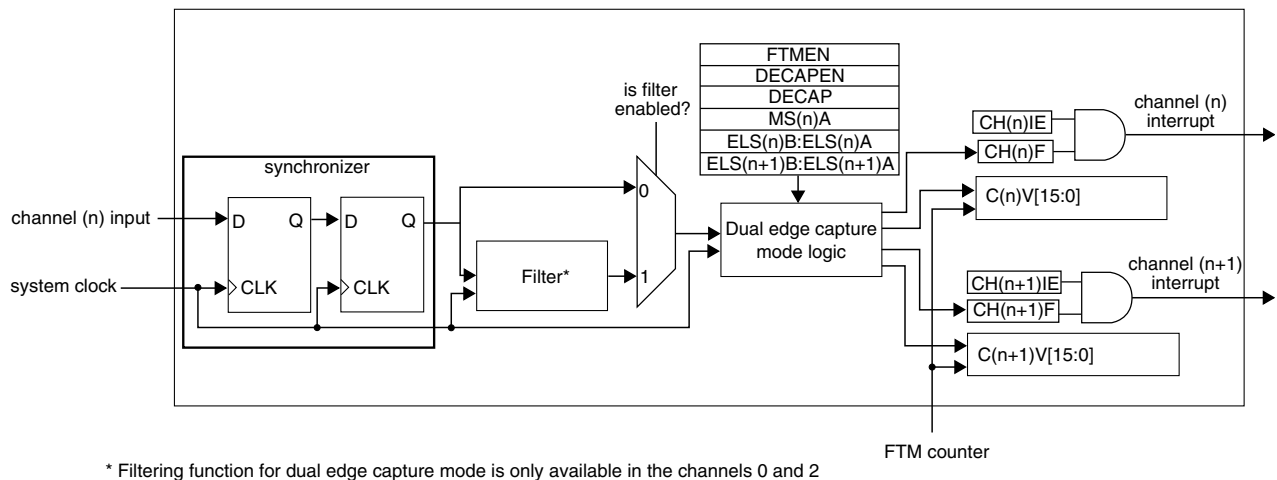 FTMEN
DECAPEN
DECAP
MS(n)A
ELS(n)B:ELS(n)A
ELS(n+1)B:ELS(n+1)A
is filter
enabled?
synchronizer
channel (n) input
system clock
D Q
CLK
D Q
CLK
Filter*
0
1
Dual edge capture
mode logic
CH(n)IE
CH(n)F
channel (n)
interrupt
C(n)V[15:0]
CH(n+1)IE
CH(n+1)F
channel (n+1)
interrupt
C(n+1)V[15:0]
FTM counter
* Filtering function for dual edge capture mode is only available in the channels 0 and 2